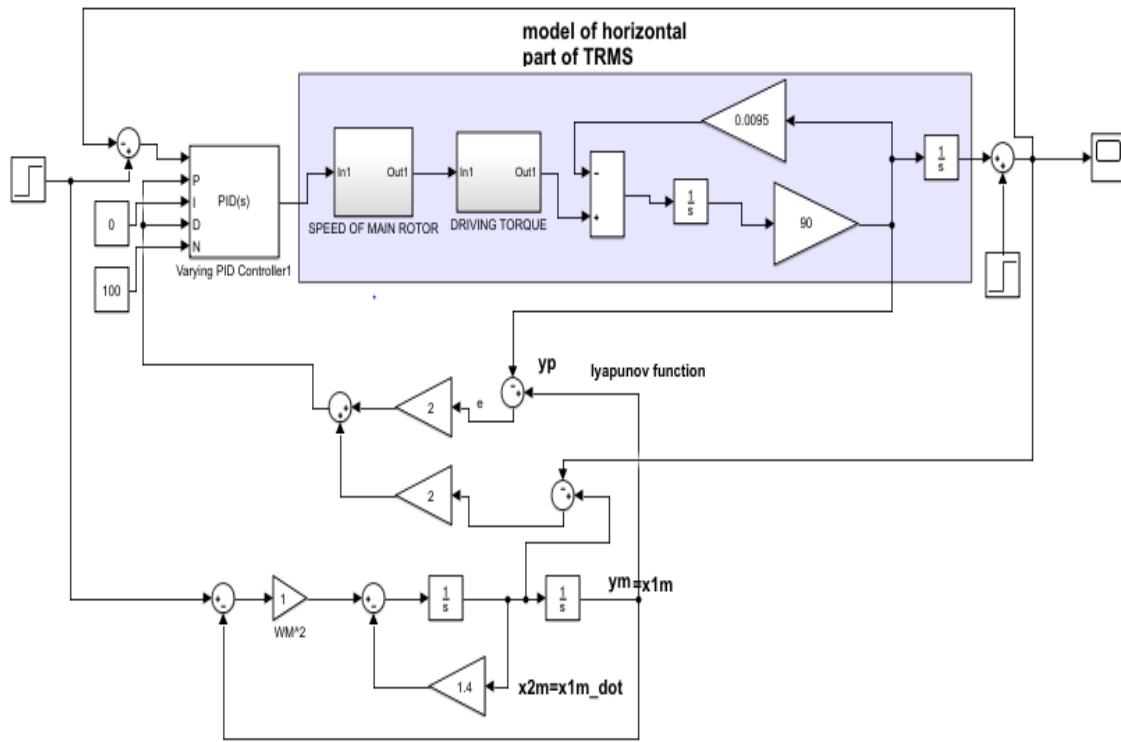 model of horizontal
part of TRMS
0.0095
P
I
D
N
PID(s)
Varying PID Controller1
0
100
In1
Out1
SPEED OF MAIN ROTOR
In1
Out1
DRIVING TORQUE
-
+
1
s
90
1
s
yp
lyapunov function
2
e
2
1
WM^2
1
s
1
s
ym=x1m
1.4
x2m=x1m_dot